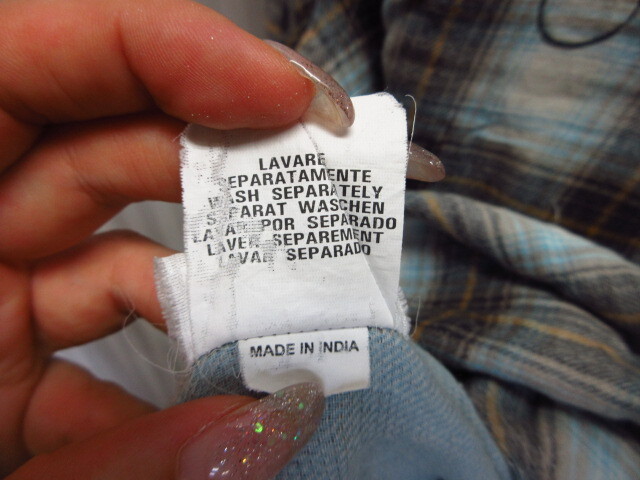 LAVARE
SEPARATAMENTE
WASH SEPARATELY
SEPARAT WASCHEN
LAVAR POR SEPARADO
LAVER SEPAREMENT
LAVAR SEPARADO
MADE IN INDIA